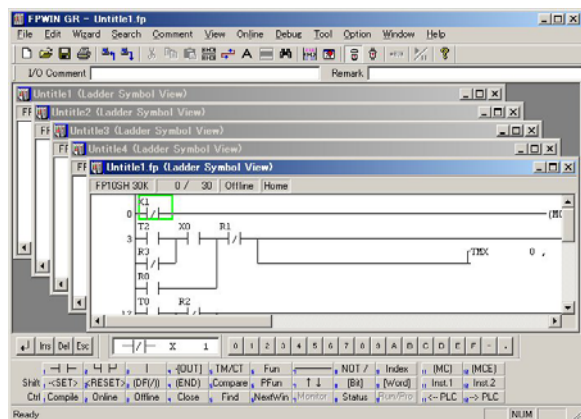 FPWIN GR - Untitle1.fp
File Edit Wizard Search Comment View Online Debug Tool Option Window Help
I/O Comment Remark
Untitle1 (Ladder Symbol View)
Untitle2 (Ladder Symbol View)
Untitle3 (Ladder Symbol View)
Untitle4 (Ladder Symbol View)
Untitle1.fp (Ladder Symbol View)
FP10SH 30K 0 / 30 Offline Home
X1
0
T2 X0 R1
3
R3 TMX 0 ,
R0
T0 R2
17
Ins Del Esc
X 1 0 1 2 3 4 5 6 7 8 9 A B C D E F - .
-[OUT] TM/CT Fun NOT / Index (MC) (MCE)
Shift -<SET> <RESET> (DF(/)) (END) Compare PFun ↑ ↓ [Bit] [Word] Inst.1 Inst.2
Ctrl Compile Online Offline Close Find NextWin Monitor Status Run/Pro <- PLC -> PLC
Ready NUM